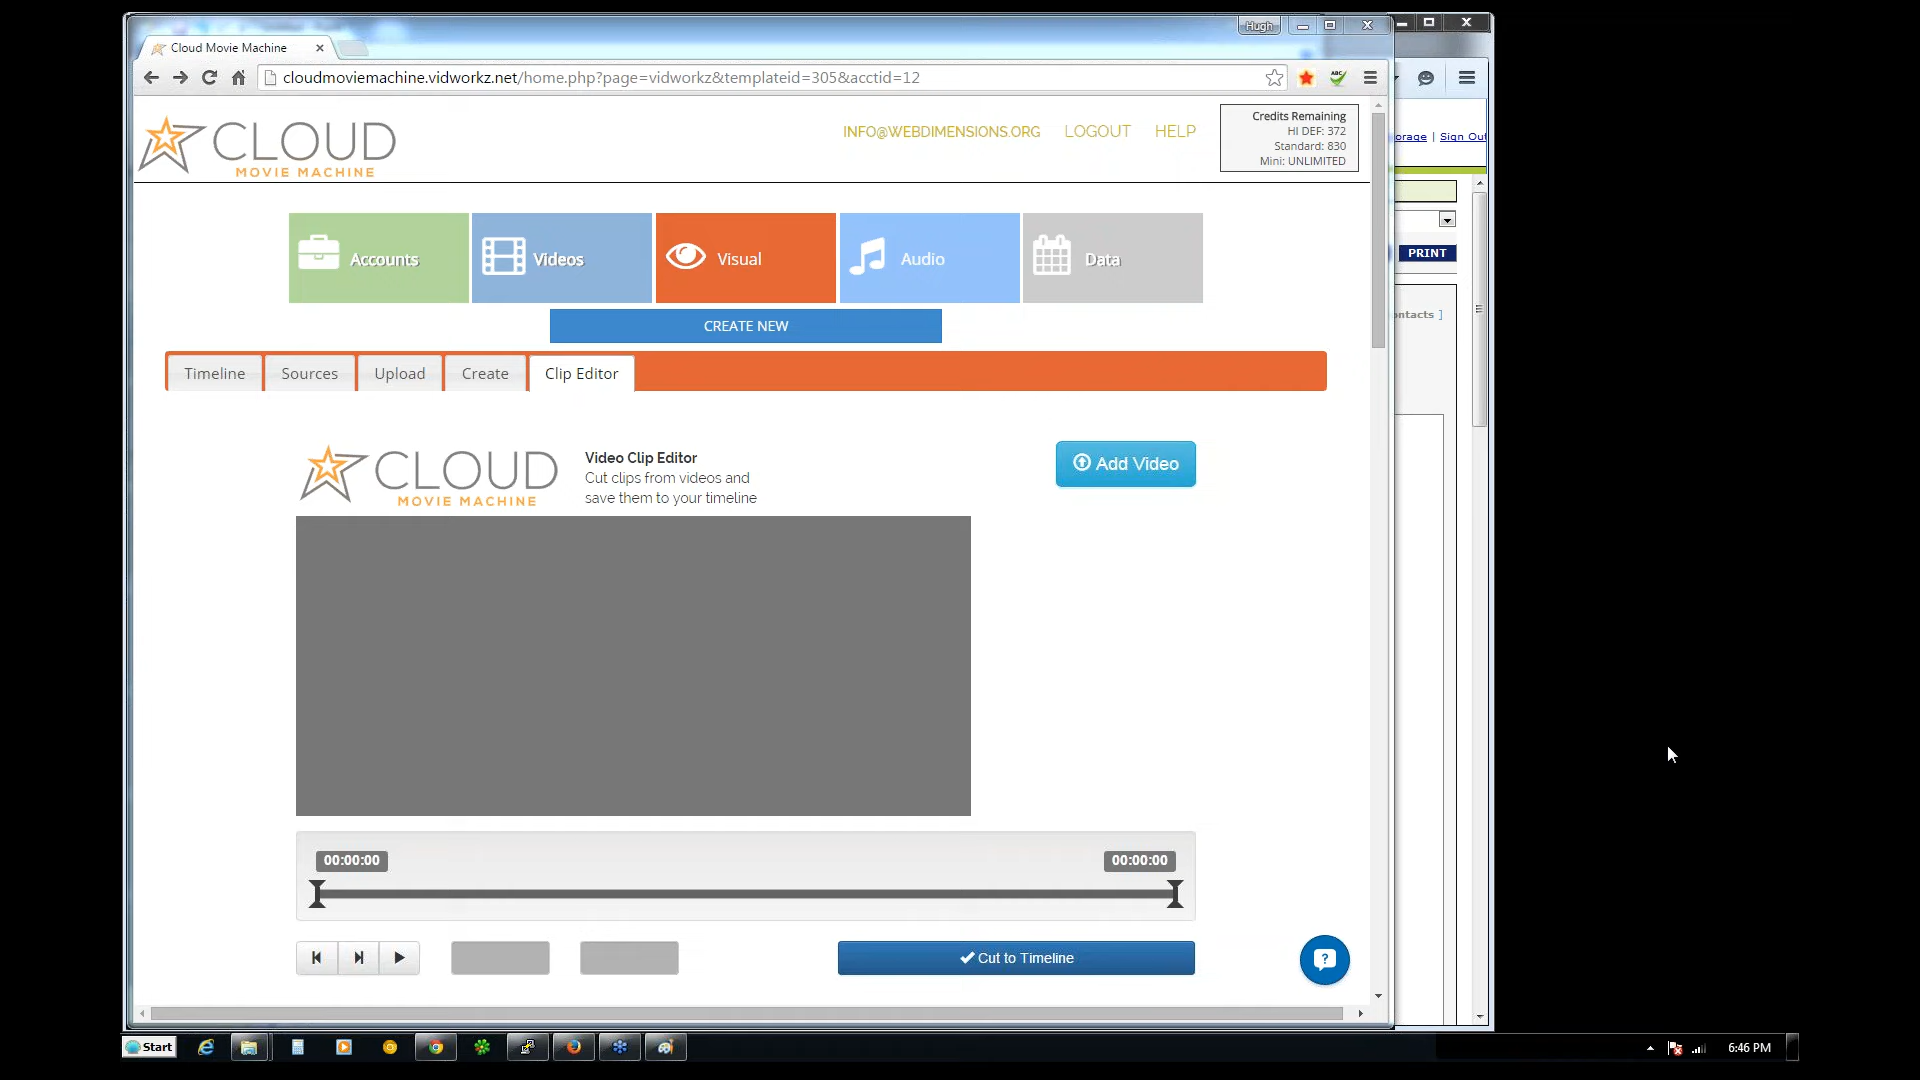 Hugh
Cloud Movie Machine
cloudmoviemachine.vidworkz.net/home.php?page=vidworkz&templateid=305&acctid=12
CLOUD
MOVIE MACHINE
INFO@WEBDIMENSIONS.ORG LOGOUT HELP
Credits Remaining
HI DEF: 372
Standard: 830
Mini: UNLIMITED
orage | Sign Out
Accounts Videos Visual Audio Data
PRINT
CREATE NEW
ontacts ]
Timeline Sources Upload Create Clip Editor
CLOUD
MOVIE MACHINE
Video Clip Editor
Cut clips from videos and
save them to your timeline
Add Video
00:00:00 00:00:00
Cut to Timeline
Start
6:46 PM